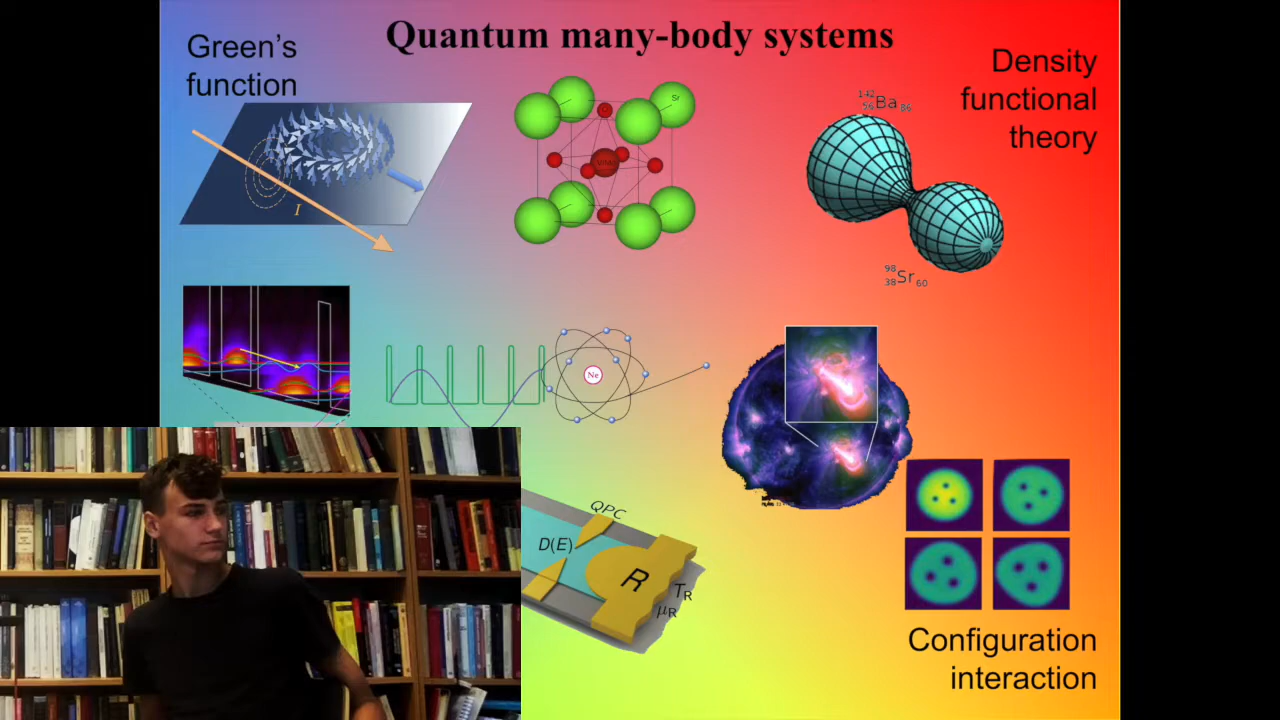 Quantum many-body systems
Green's
function
I
Sr
Density
functional
theory
142
56Ba86
98
38Sr60
Ne
QPC
D(E)
R
TR
μR
Configuration
interaction